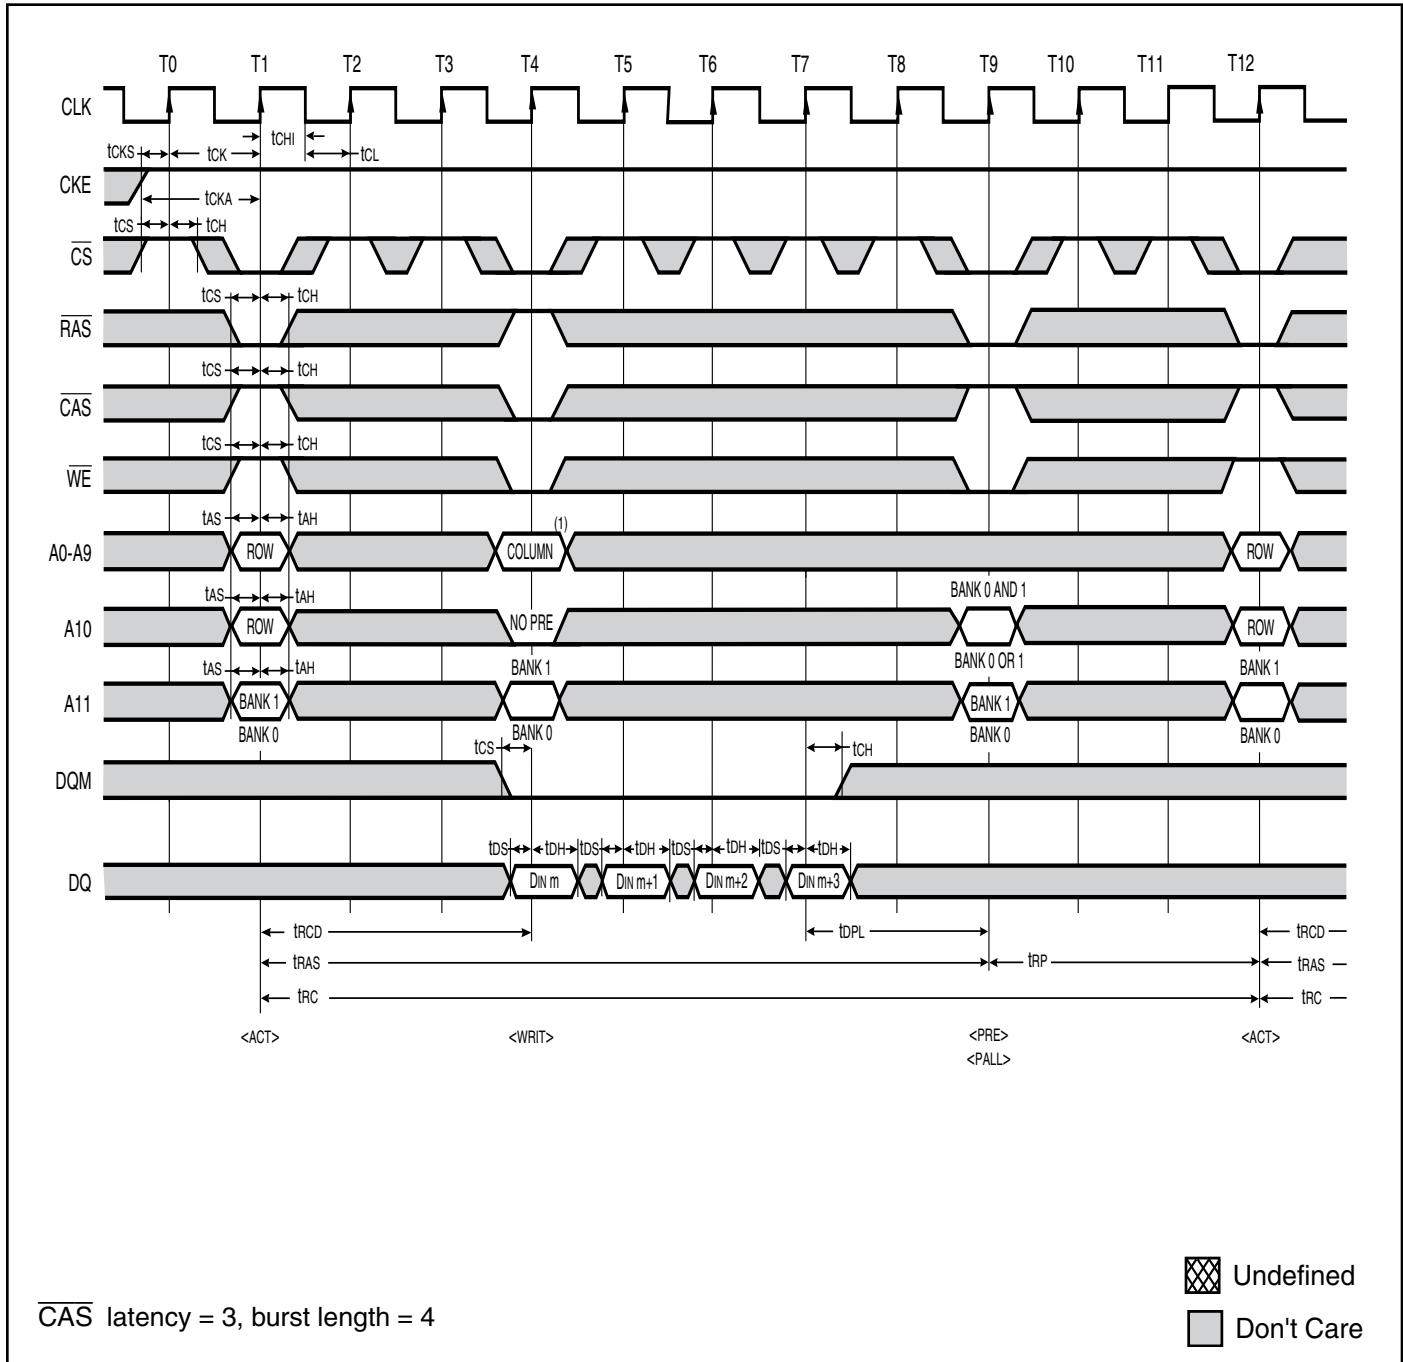 T0 T1 T2 T3 T4 T5 T6 T7 T8 T9 T10 T11 T12
CLK
tCHI
tCKS tCK tCL
CKE
tCKA
tCS tCH
CS
tCS tCH
RAS
tCS tCH
CAS
tCS tCH
WE
tAS tAH (1)
A0-A9 ROW COLUMN ROW
BANK 0 AND 1
tAS tAH
A10 ROW NO PRE ROW
BANK 0 OR 1
tAS tAH BANK 1 BANK 1
A11 BANK 1 BANK 1
BANK 0 BANK 0 BANK 0 BANK 0
tCS tCH
DQM
tDS tDH tDS tDH tDS tDH tDS tDH
DQ DIN m DIN m+1 DIN m+2 DIN m+3
tRCD tDPL tRCD
tRAS tRP tRAS
tRC tRC
<ACT> <WRIT> <PRE> <ACT>
<PALL>
Undefined
CAS latency = 3, burst length = 4
Don't Care